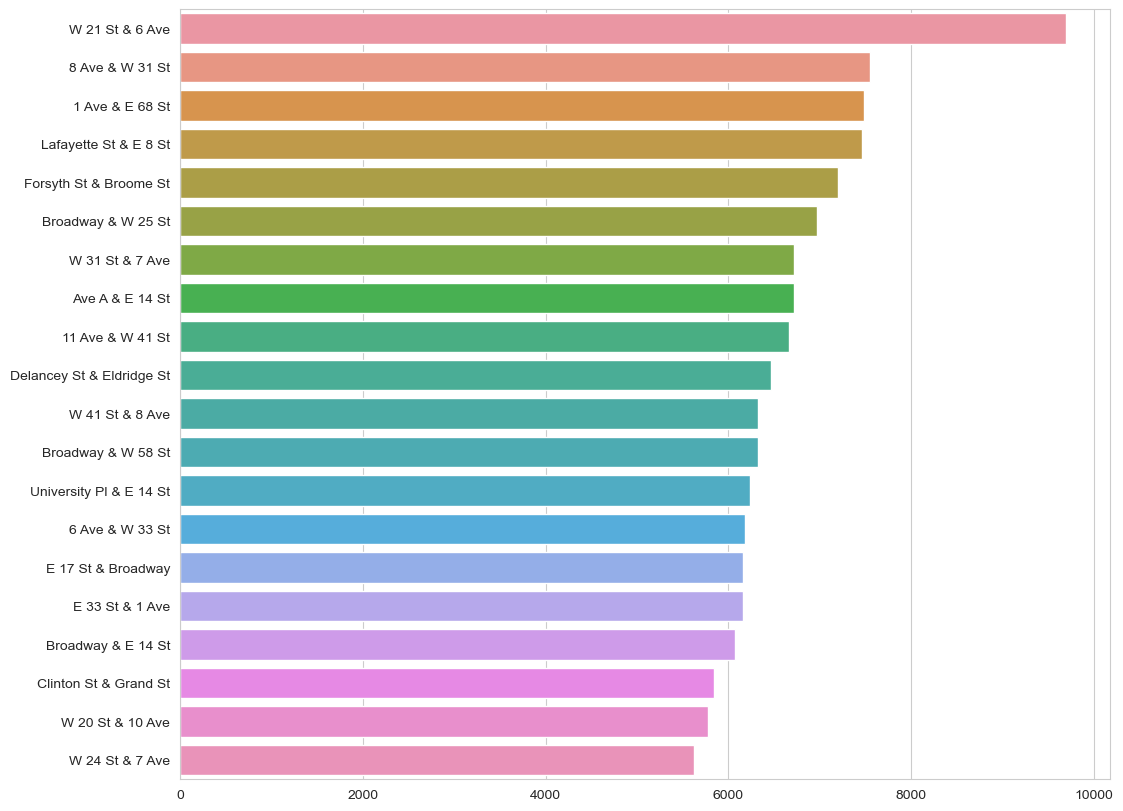 W 21 St & 6 Ave
8 Ave & W 31 St
1 Ave & E 68 St
Lafayette St & E 8 St
Forsyth St & Broome St
Broadway & W 25 St
W 31 St & 7 Ave
Ave A & E 14 St
11 Ave & W 41 St
Delancey St & Eldridge St
W 41 St & 8 Ave
Broadway & W 58 St
University Pl & E 14 St
6 Ave & W 33 St
E 17 St & Broadway
E 33 St & 1 Ave
Broadway & E 14 St
Clinton St & Grand St
W 20 St & 10 Ave
W 24 St & 7 Ave
0 2000 4000 6000 8000 10000